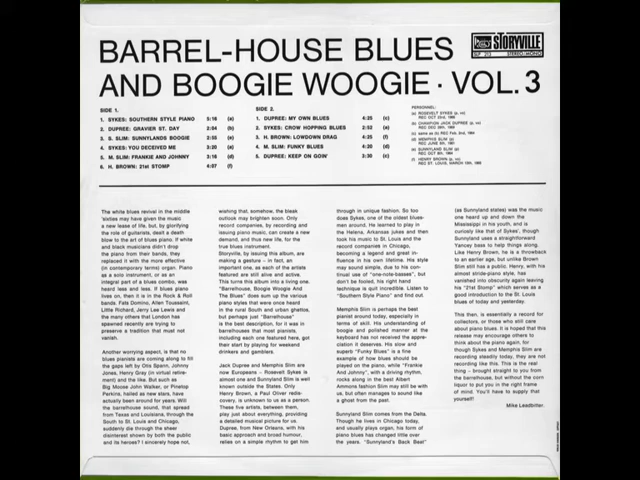 BARREL-HOUSE BLUES
AND BOOGIE WOOGIE · VOL. 3
STORYVILLE
STEREO/MONO
SIDE 1.
1. SYKES: SOUTHERN STYLE PIANO 5:16 (a)
2. DUPREE: GRAVIER ST. DAY 2:04 (b)
3. S. SLIM: SUNNYLANDS BOOGIE 2:55 (e)
4. SYKES: YOU DECEIVED ME 3:20 (a)
5. M. SLIM: FRANKIE AND JOHNNY 3:16 (d)
6. H. BROWN: 21st STOMP 4:07 (f)
SIDE 2.
1. DUPREE: MY OWN BLUES 4:25 (c)
2. SYKES: CROW HOPPING BLUES 2:52 (a)
3. H. BROWN: LOWDOWN DRAG 4:25 (f)
4. M. SLIM: FUNKY BLUES 4:20 (d)
5. DUPREE: KEEP ON GOIN' 3:30 (c)
PERSONNEL:
(a) ROOSEVELT SYKES (p, vo)
(b) CHAMPION JACK DUPREE (p, vo)
(d) MEMPHIS SLIM (p)
(e) SUNNYLAND SLIM (p)
(f) HENRY BROWN (p, vo)
The white blues revival in the middle
'sixties may have given the music
a new lease of life, but, by glorifying
the role of guitarists, dealt a death
blow to the art of blues piano. If white
and black musicians didn't drop
the piano from their bands, they
replaced it with the more effective
(in contemporary terms) organ. Piano
as a solo instrument, or as an
integral part of a blues combo, was
heard less and less. If blues piano
lives on, then it is in the Rock & Roll
bands. Fats Domino, Allen Toussaint,
Little Richard, Jerry Lee Lewis and
the many others that London has
spawned recently are trying to
preserve a tradition that must not
vanish.
Another worrying aspect, is that no
blues pianists are coming along to fill
the gaps left by Otis Spann, Johnny
Jones, Henry Gray (in virtual retire-
ment) and the like. But such as
Big Moose John Walker, or Pinetop
Perkins, hailed as new stars, have
actually been around for years. Will
the barrelhouse sound, that spread
from Texas and Louisiana, through the
South to St. Louis and Chicago,
suddenly die through the sheer
disinterest shown by both the public
and its heroes? I sincerely hope not,
wishing that, somehow, the bleak
outlook may brighten soon. Only
record companies, by recording and
issuing piano music, can create a new
demand, and thus new life, for the
true blues instrument.
Storyville, by issuing this album, are
making a gesture – in fact, an
important one, as each of the artists
featured are still alive and active.
This turns this album into a living one.
"Barrelhouse, Boogie Woogie And
The Blues" does sum up the various
piano styles that were once heard
in the rural South and urban ghettos,
but perhaps just "Barrelhouse"
is the best description, for it was in
barrelhouses that most pianists,
including each one featured here, got
their start by playing for weekend
drinkers and gamblers.
Jack Dupree and Memphis Slim are
now Europeans – Rosevelt Sykes is
almost one and Sunnyland Slim is well
known outside the States. Only
Henry Brown, a Paul Oliver redis-
covery, is unknown to us as a person.
These five artists, between them,
play just about everything, providing
a detailed musical picture for us.
Dupree, from New Orleans, with his
basic approach and broad humour,
relies on a simple rhythm to get him
through in unique fashion. So too
does Sykes, one of the oldest blues-
men around. He learned to play in
the Helena, Arkansas jukes and then
took his music to St. Louis and the
record companies in Chicago,
becoming a legend and great in-
fluence in his own lifetime. His style
may sound simple, due to his con-
tinual use of "one-note-basses", but
don't be fooled, his right hand
technique is quit incredible. Listen to
"Southern Style Piano" and find out.
Memphis Slim is perhaps the best
pianist around today, especially in
terms of skill. His understanding of
boogie and polished manner at the
keyboard has not received the appre-
ciation it deserves. His slow and
superb "Funky Blues" is a fine
example of how blues should be
played on the piano, while "Frankie
And Johnny", with a driving rhythm,
rocks along in the best Albert
Ammons fashion Slim may still be with
us, but often manages to sound like
a ghost from the past.
Sunnyland Slim comes from the Delta.
Though he lives in Chicago today,
and usually plays organ, his form of
piano blues has changed little over
the years. "Sunnyland's Back Beat"
(as Sunnyland states) was the music
one heard up and down the
Mississippi in his youth, and is
curiously like that of Sykes', though
Sunnyland uses a straightforward
Yancey base to help things along.
Like Henry Brown, he is a throwback
to an earlier age, but unlike Brown
Slim still has a public. Henry, with his
almost stride-piano style, has
vanished into obscurity again leaving
his "21st Stomp" which serves as a
good introduction to the St. Louis
blues of today and yesterday.
This then, is essentially a record for
collectors, or those who still care
about piano blues. It is hoped that this
release may encourage others to
think about the piano again, for
though Sykes and Memphis Slim are
recording steadily today, they are not
recording like this. This is the real
thing – brought straight to you from
the barrelhouse, but without the corn
liquor to put you in the right frame
of mind. You'll have to supply that
yourself!
Mike Leadbitter.